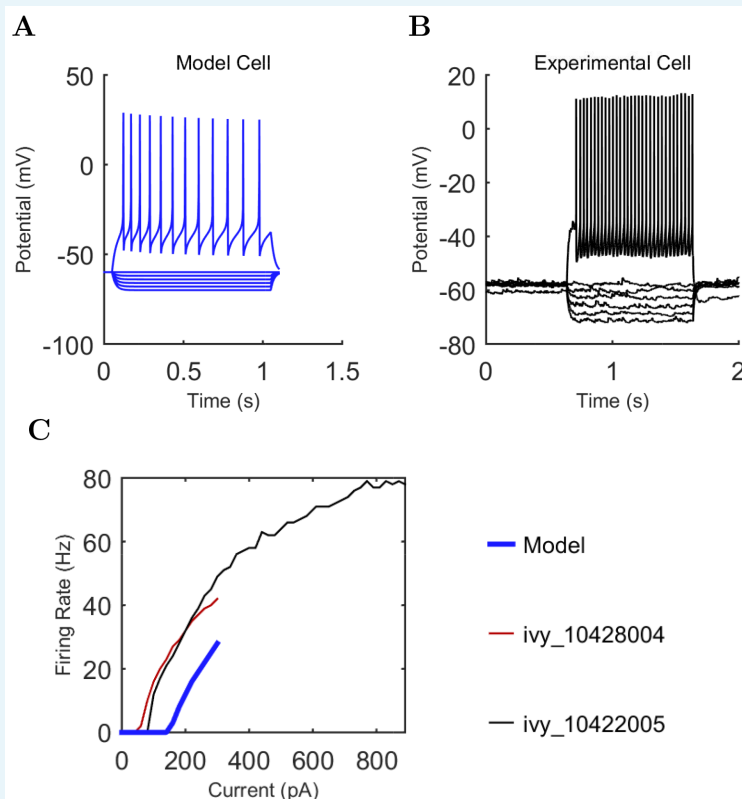 A
B
Model Cell
Experimental Cell
50
0
-50
-100
Potential (mV)
0
0.5
1
1.5
Time (s)
20
0
-20
-40
-60
-80
Potential (mV)
0
1
2
Time (s)
C
80
60
40
20
0
Firing Rate (Hz)
0
200
400
600
800
Current (pA)
Model
ivy_10428004
ivy_10422005